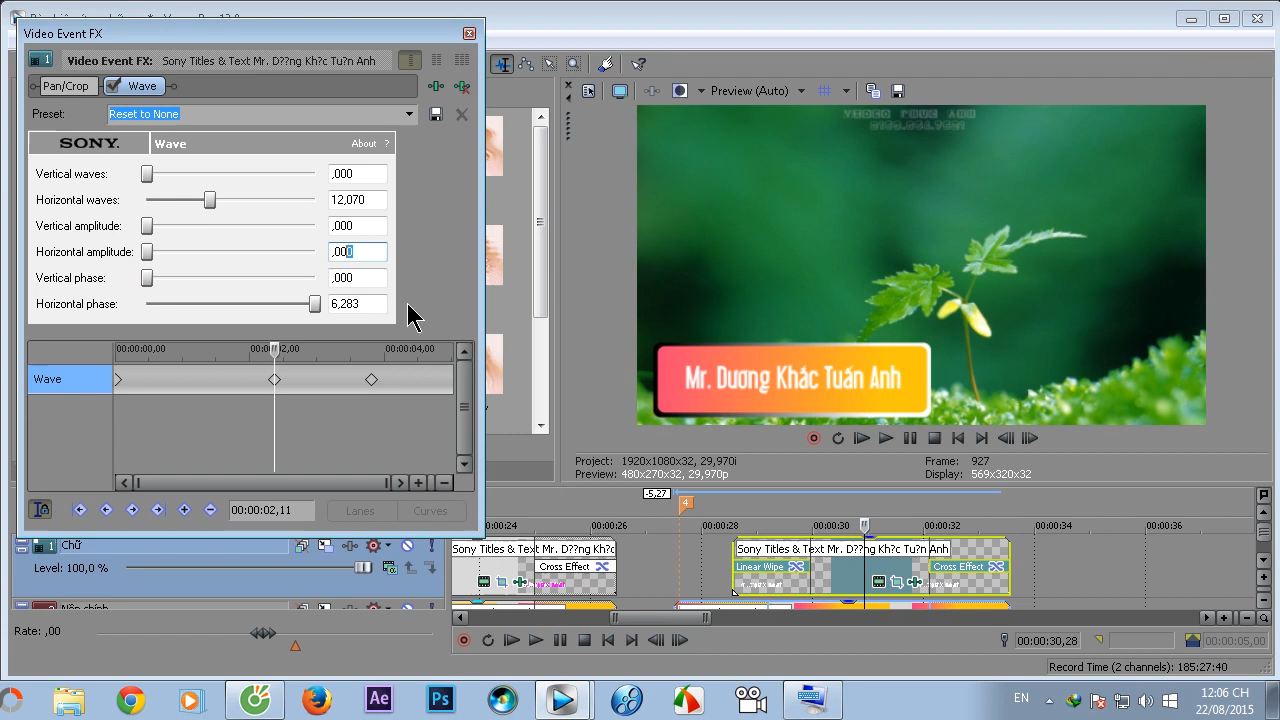 Video Event FX
1 Video Event FX: Sony Titles & Text Mr. D??ng Kh?c Tu?n Anh
Pan/Crop Wave
Preset: Reset to None
SONY. Wave About ?
Vertical waves: ,000
Horizontal waves: 12,070
Vertical amplitude: ,000
Horizontal amplitude: ,000
Vertical phase: ,000
Horizontal phase: 6,283
00:00:00,00 00:00:02,00 00:00:04,00
Wave
00:00:02,11 Lanes Curves
Preview (Auto)
VIDEO PHUC ANH
Mr. Dương Khắc Tuấn Anh
Project: 1920x1080x32, 29,970i Frame: 927
Preview: 480x270x32, 29,970p Display: 569x320x32
-5,27 4
00:00:24 00:00:26 00:00:28 00:00:30 00:00:32 00:00:34 00:00:36
1 Chữ
Level: 100,0 %
Sony Titles & Text Mr. D??ng Kh?c
Cross Effect
Sony Titles & Text Mr. D??ng Kh?c Tu?n Anh
Linear Wipe Cross Effect
Rate: ,00
00:00:30,28 00:00:05,00
Record Time (2 channels): 185:27:40
Ae Ps EN 12:06 CH
22/08/2015